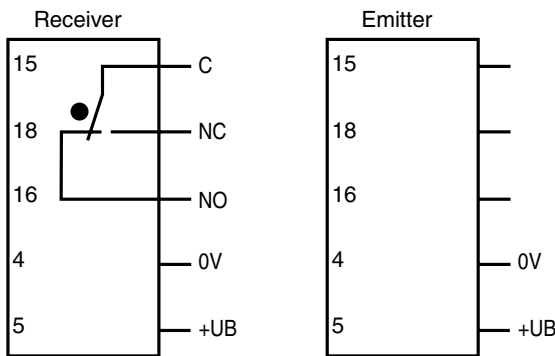 Receiver
15 C
18 NC
16 NO
4 0V
5 +UB
Emitter
15
18
16
4 0V
5 +UB